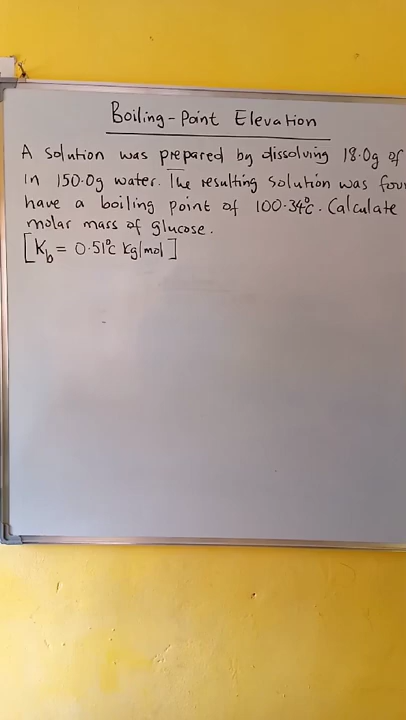 Boiling-Point Elevation
A solution was prepared by dissolving 18.0g of
in 150.0g water. The resulting solution was
have a boiling point of 100.34°C. Calculate
molar mass of glucose.
[Kb = 0.51°C kg/mol]